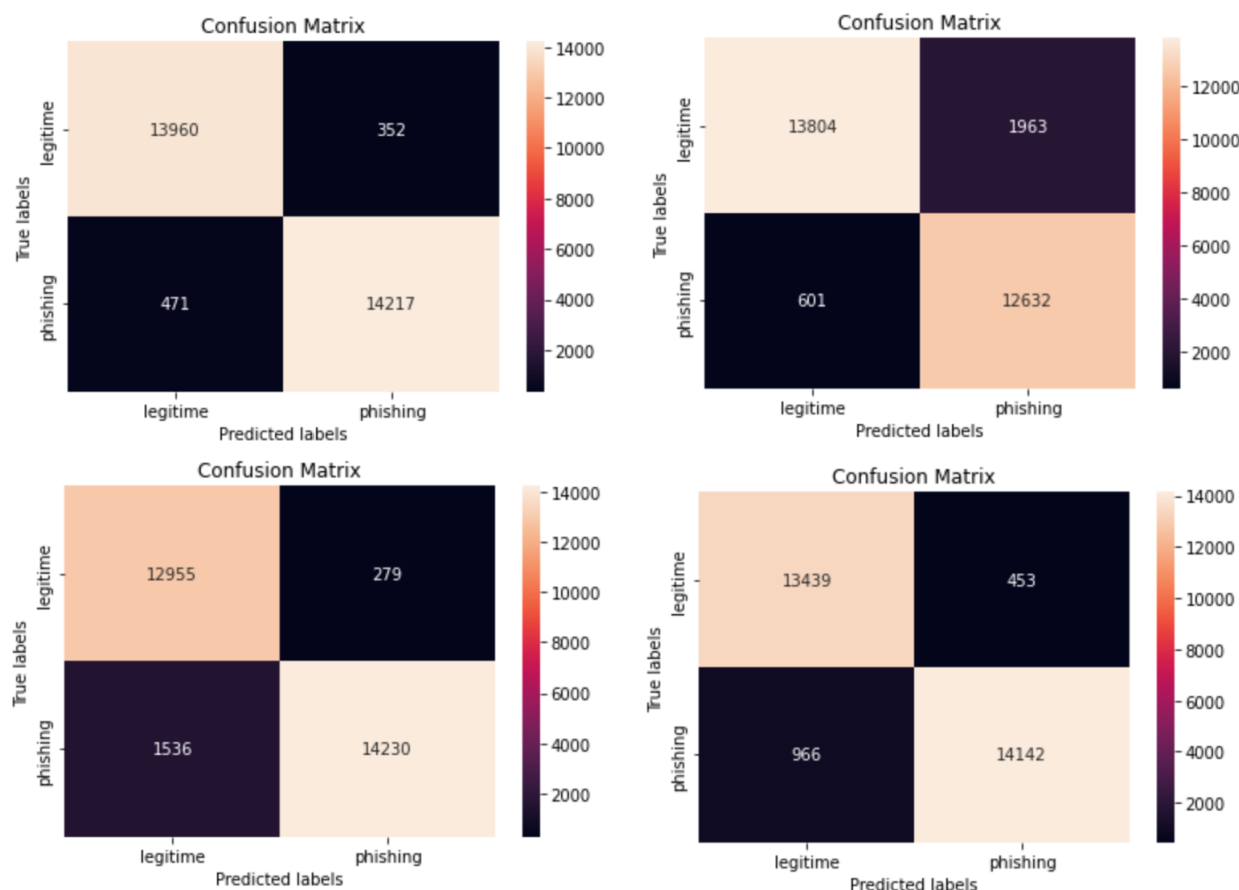 Confusion Matrix
14000
12000
10000
8000
6000
4000
2000
True labels
legitime
phishing
13960 352
471 14217
legitime phishing
Predicted labels
Confusion Matrix
12000
10000
8000
6000
4000
2000
True labels
legitime
phishing
13804 1963
601 12632
legitime phishing
Predicted labels
Confusion Matrix
14000
12000
10000
8000
6000
4000
2000
True labels
legitime
phishing
12955 279
1536 14230
legitime phishing
Predicted labels
Confusion Matrix
14000
12000
10000
8000
6000
4000
2000
True labels
legitime
phishing
13439 453
966 14142
legitime phishing
Predicted labels